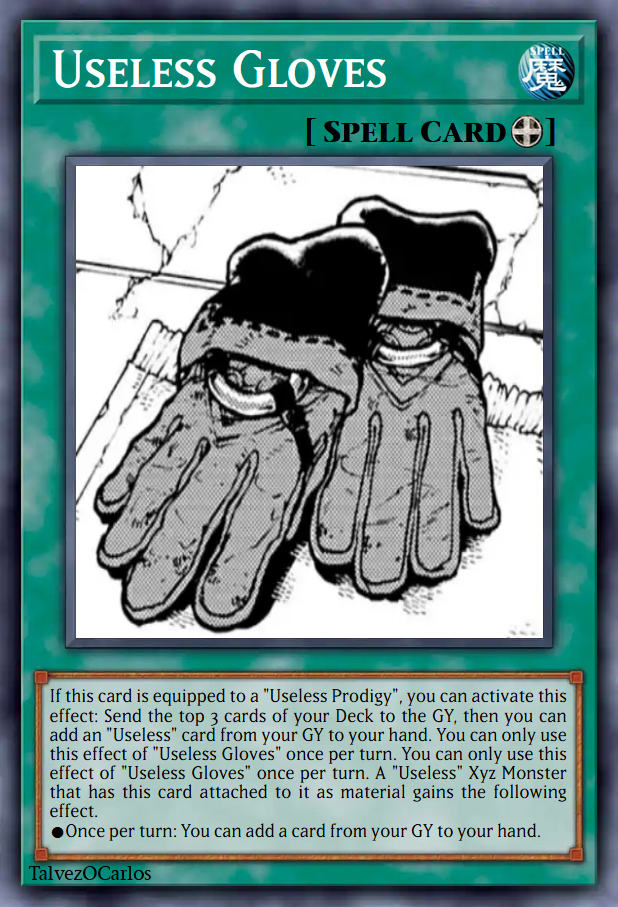 Useless Gloves
SPELL
魔
[ Spell Card ]
If this card is equipped to a "Useless Prodigy", you can activate this
effect: Send the top 3 cards of your Deck to the GY, then you can
add an "Useless" card from your GY to your hand. You can only use
this effect of "Useless Gloves" once per turn. You can only use this
effect of "Useless Gloves" once per turn. A "Useless" Xyz Monster
that has this card attached to it as material gains the following
effect.
●Once per turn: You can add a card from your GY to your hand.
TalvezOCarlos